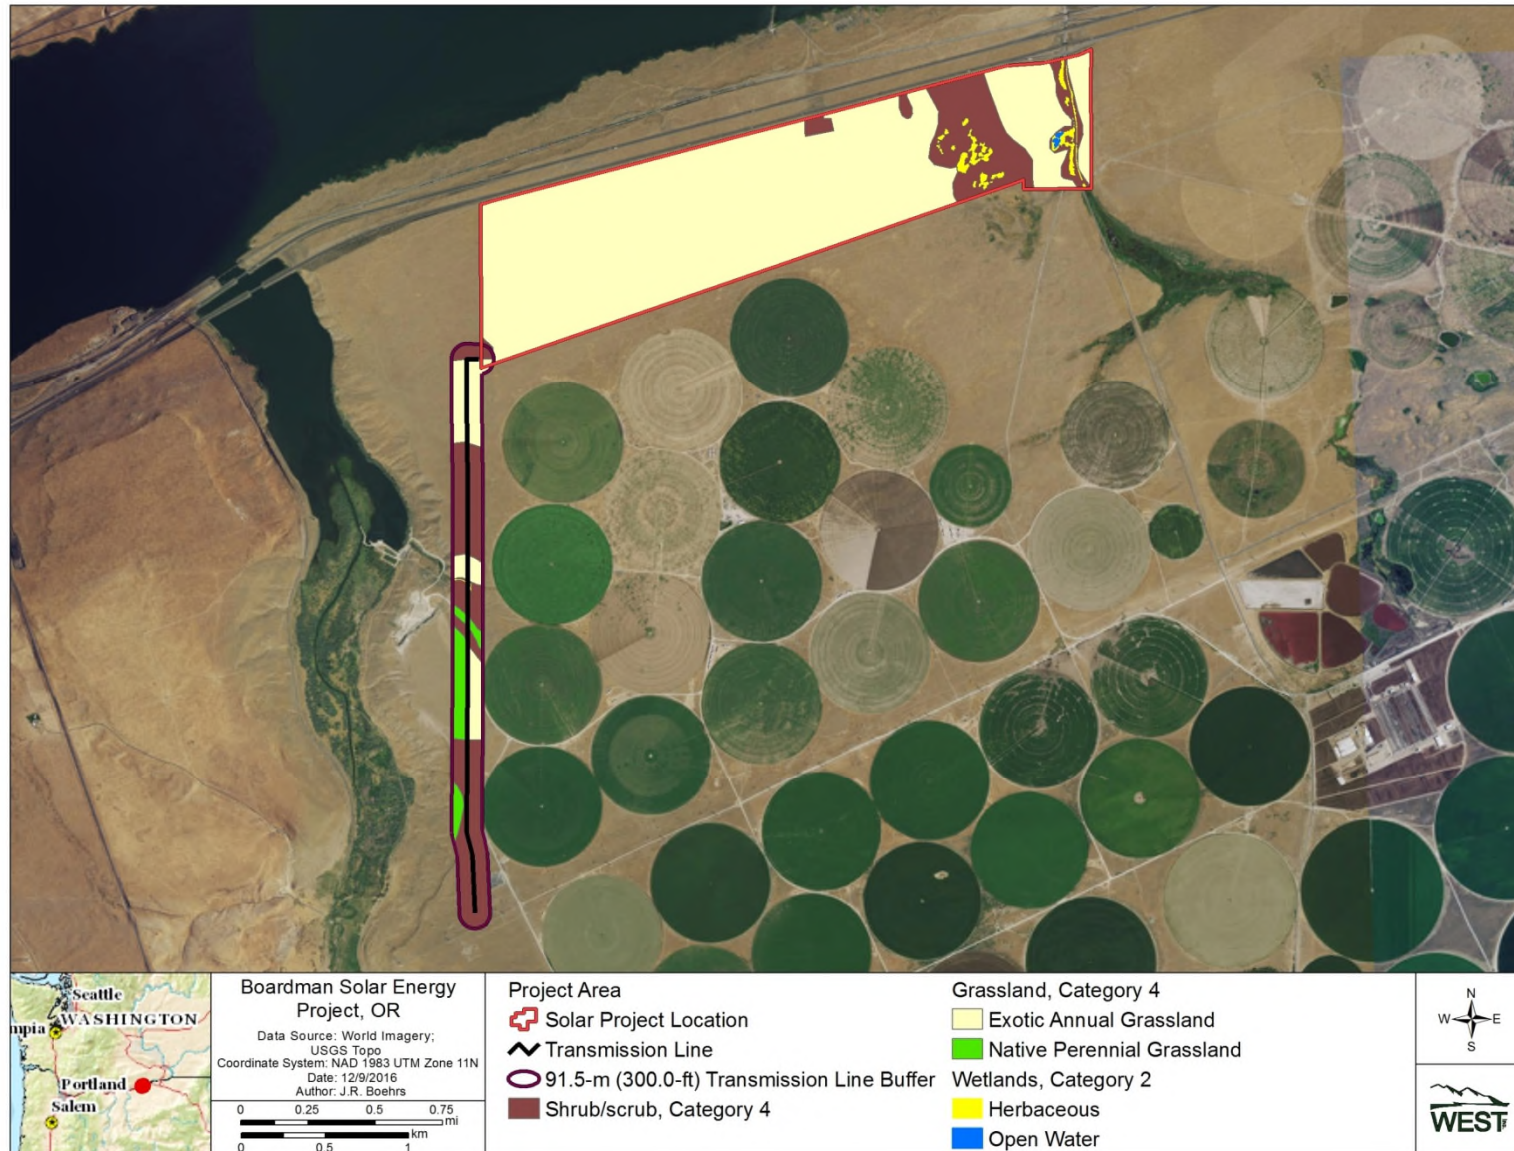 Seattle
WASHINGTON
mpia
Portland
Salem
Boardman Solar Energy
Project, OR
Data Source: World Imagery;
USGS Topo
Coordinate System: NAD 1983 UTM Zone 11N
Date: 12/9/2016
Author: J.R. Boehrs
0 0.25 0.5 0.75
mi
km
0 0.5 1
Project Area
Solar Project Location
Transmission Line
91.5-m (300.0-ft) Transmission Line Buffer
Shrub/scrub, Category 4
Grassland, Category 4
Exotic Annual Grassland
Native Perennial Grassland
Wetlands, Category 2
Herbaceous
Open Water
N
W E
S
WEST